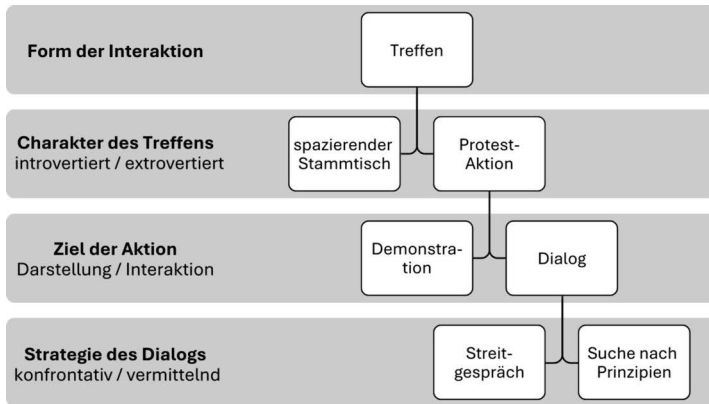 Form der Interaktion
Treffen
Charakter des Treffens
introvertiert / extrovertiert
spazierender
Stammtisch
Protest-
Aktion
Ziel der Aktion
Darstellung / Interaktion
Demonstra-
tion
Dialog
Strategie des Dialogs
konfrontativ / vermittelnd
Streit-
gespräch
Suche nach
Prinzipien